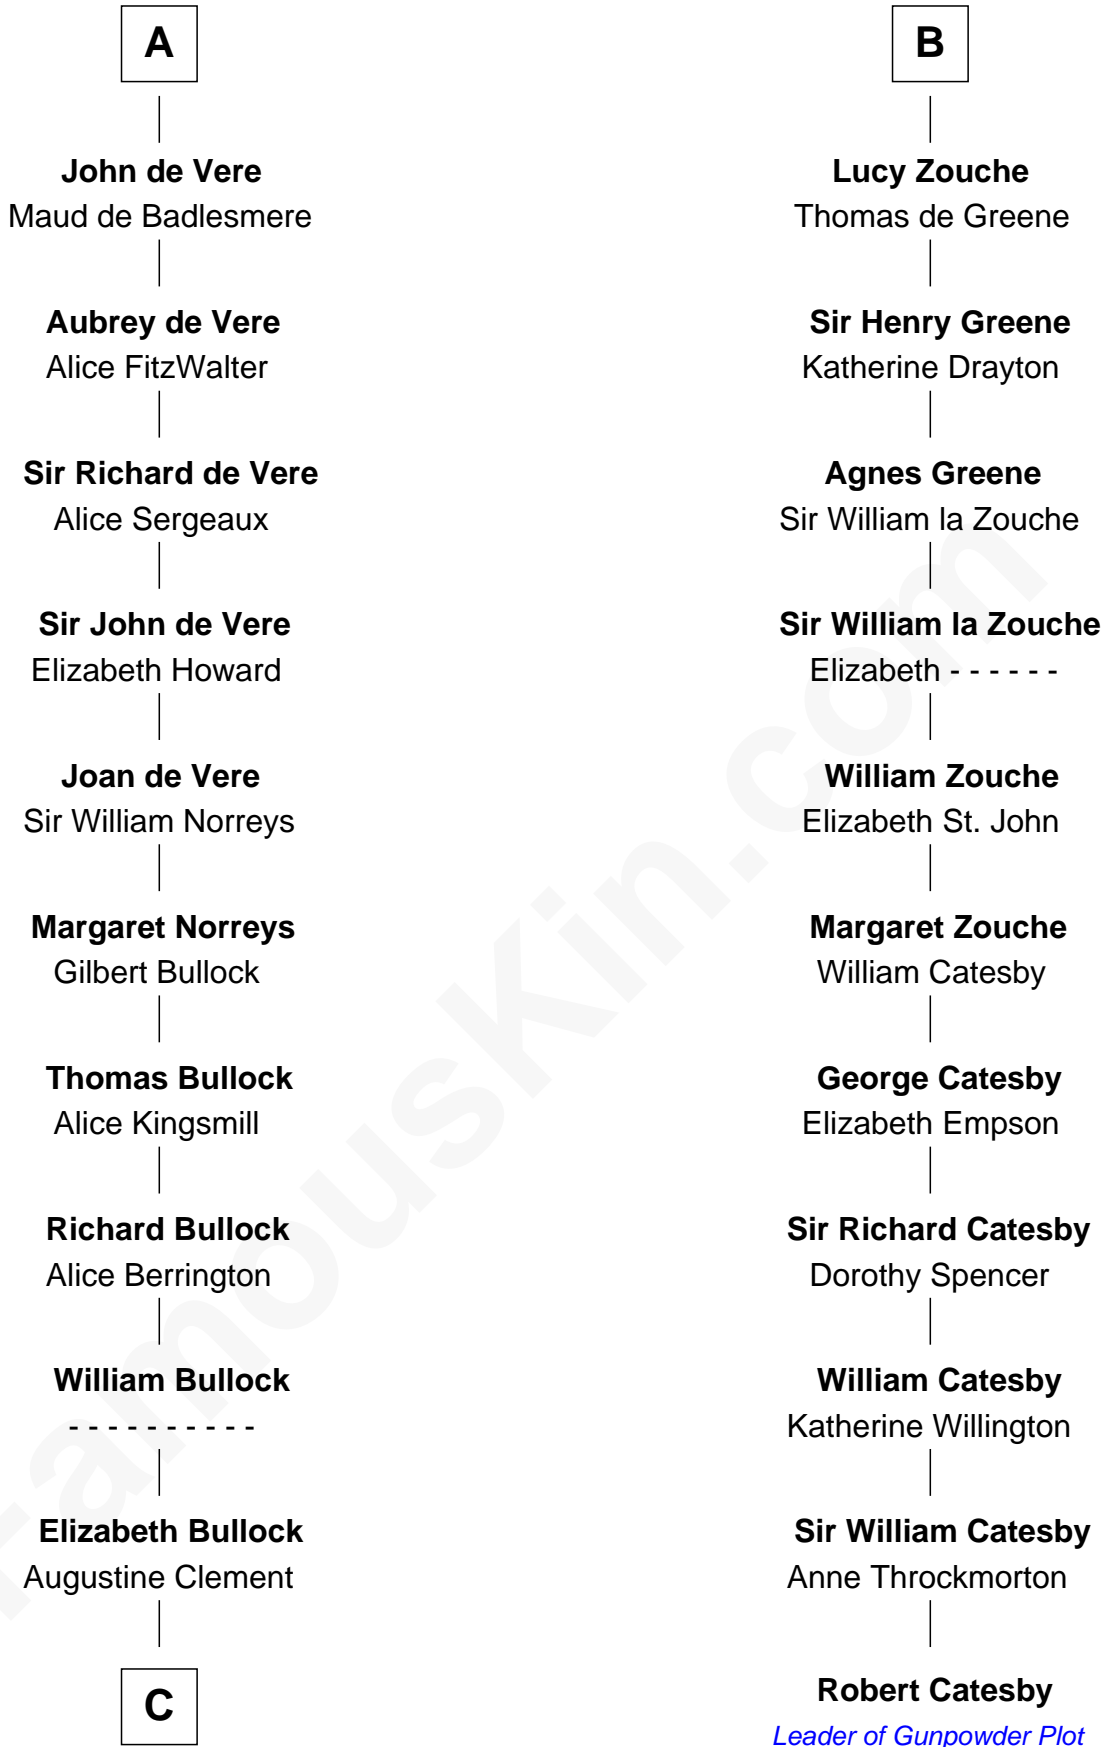 A
John de Vere
Maud de Badlesmere
Aubrey de Vere
Alice FitzWalter
Sir Richard de Vere
Alice Sergeaux
Sir John de Vere
Elizabeth Howard
Joan de Vere
Sir William Norreys
Margaret Norreys
Gilbert Bullock
Thomas Bullock
Alice Kingsmill
Richard Bullock
Alice Berrington
William Bullock
- - - - - - - - - -
Elizabeth Bullock
Augustine Clement
C
B
Lucy Zouche
Thomas de Greene
Sir Henry Greene
Katherine Drayton
Agnes Greene
Sir William la Zouche
Sir William la Zouche
Elizabeth - - - - - -
William Zouche
Elizabeth St. John
Margaret Zouche
William Catesby
George Catesby
Elizabeth Empson
Sir Richard Catesby
Dorothy Spencer
William Catesby
Katherine Willington
Sir William Catesby
Anne Throckmorton
Robert Catesby
Leader of Gunpowder Plot
FamousKin.com